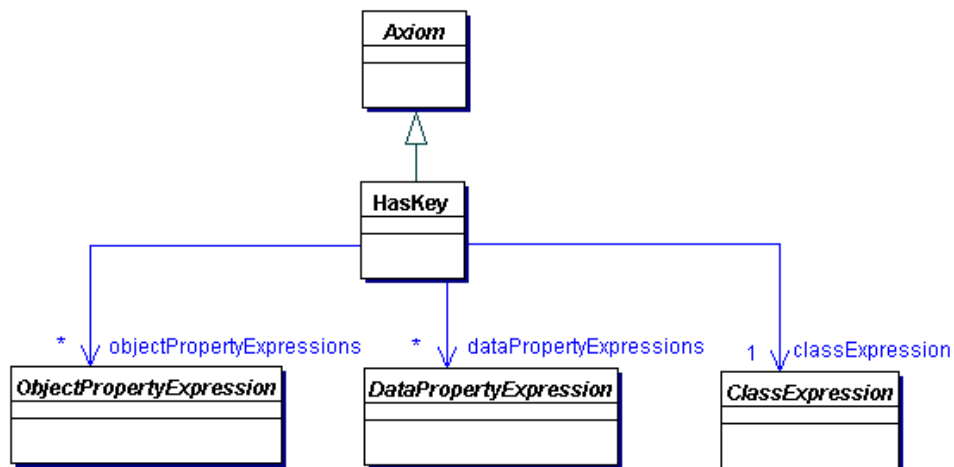 Axiom
HasKey
* objectPropertyExpressions
* dataPropertyExpressions
1 classExpression
ObjectPropertyExpression
DataPropertyExpression
ClassExpression